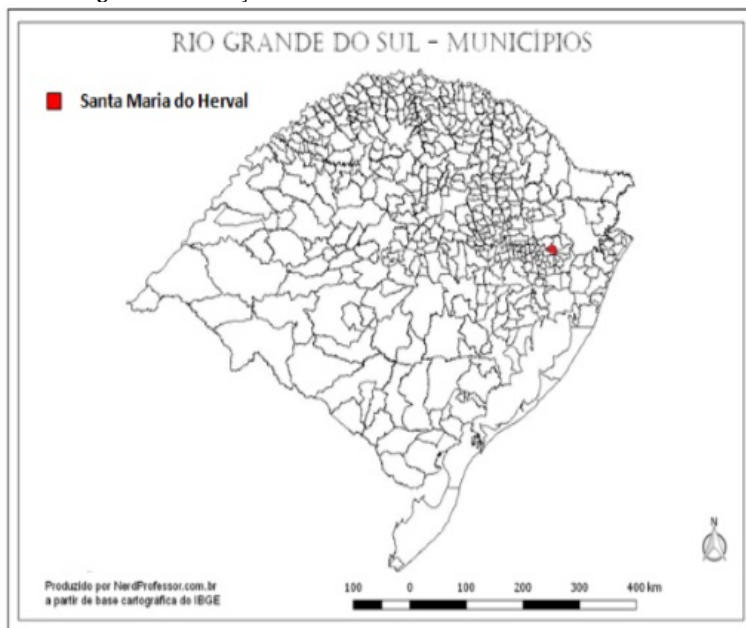 RIO GRANDE DO SUL - MUNICÍPIOS
Santa Maria do Herval
N
Produzido por NerdProfessor.com.br
a partir de base cartográfica do IBGE
100 0 100 200 300 400 km